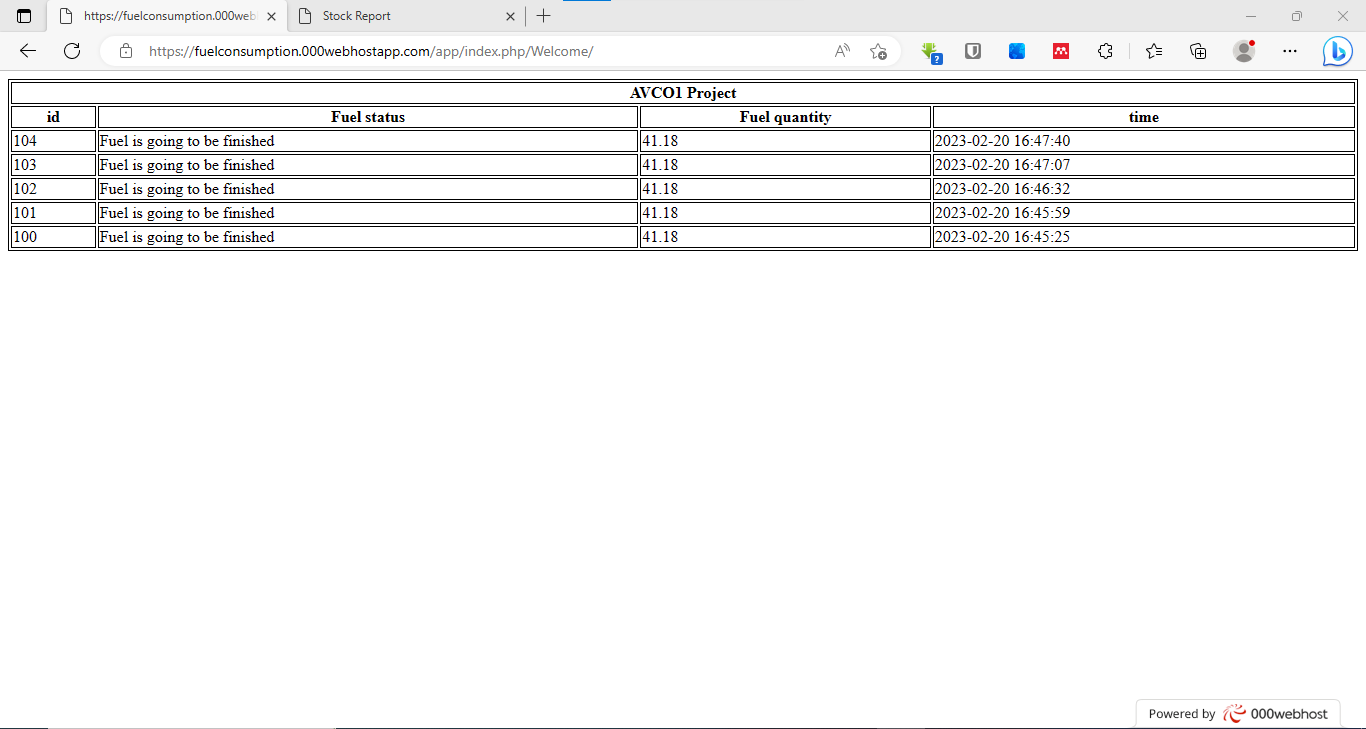 https://fuelconsumption.000web
Stock Report
https://fuelconsumption.000webhostapp.com/app/index.php/Welcome/
AVCO1 Project
id Fuel status Fuel quantity time
104 Fuel is going to be finished 41.18 2023-02-20 16:47:40
103 Fuel is going to be finished 41.18 2023-02-20 16:47:07
102 Fuel is going to be finished 41.18 2023-02-20 16:46:32
101 Fuel is going to be finished 41.18 2023-02-20 16:45:59
100 Fuel is going to be finished 41.18 2023-02-20 16:45:25
Powered by 000webhost